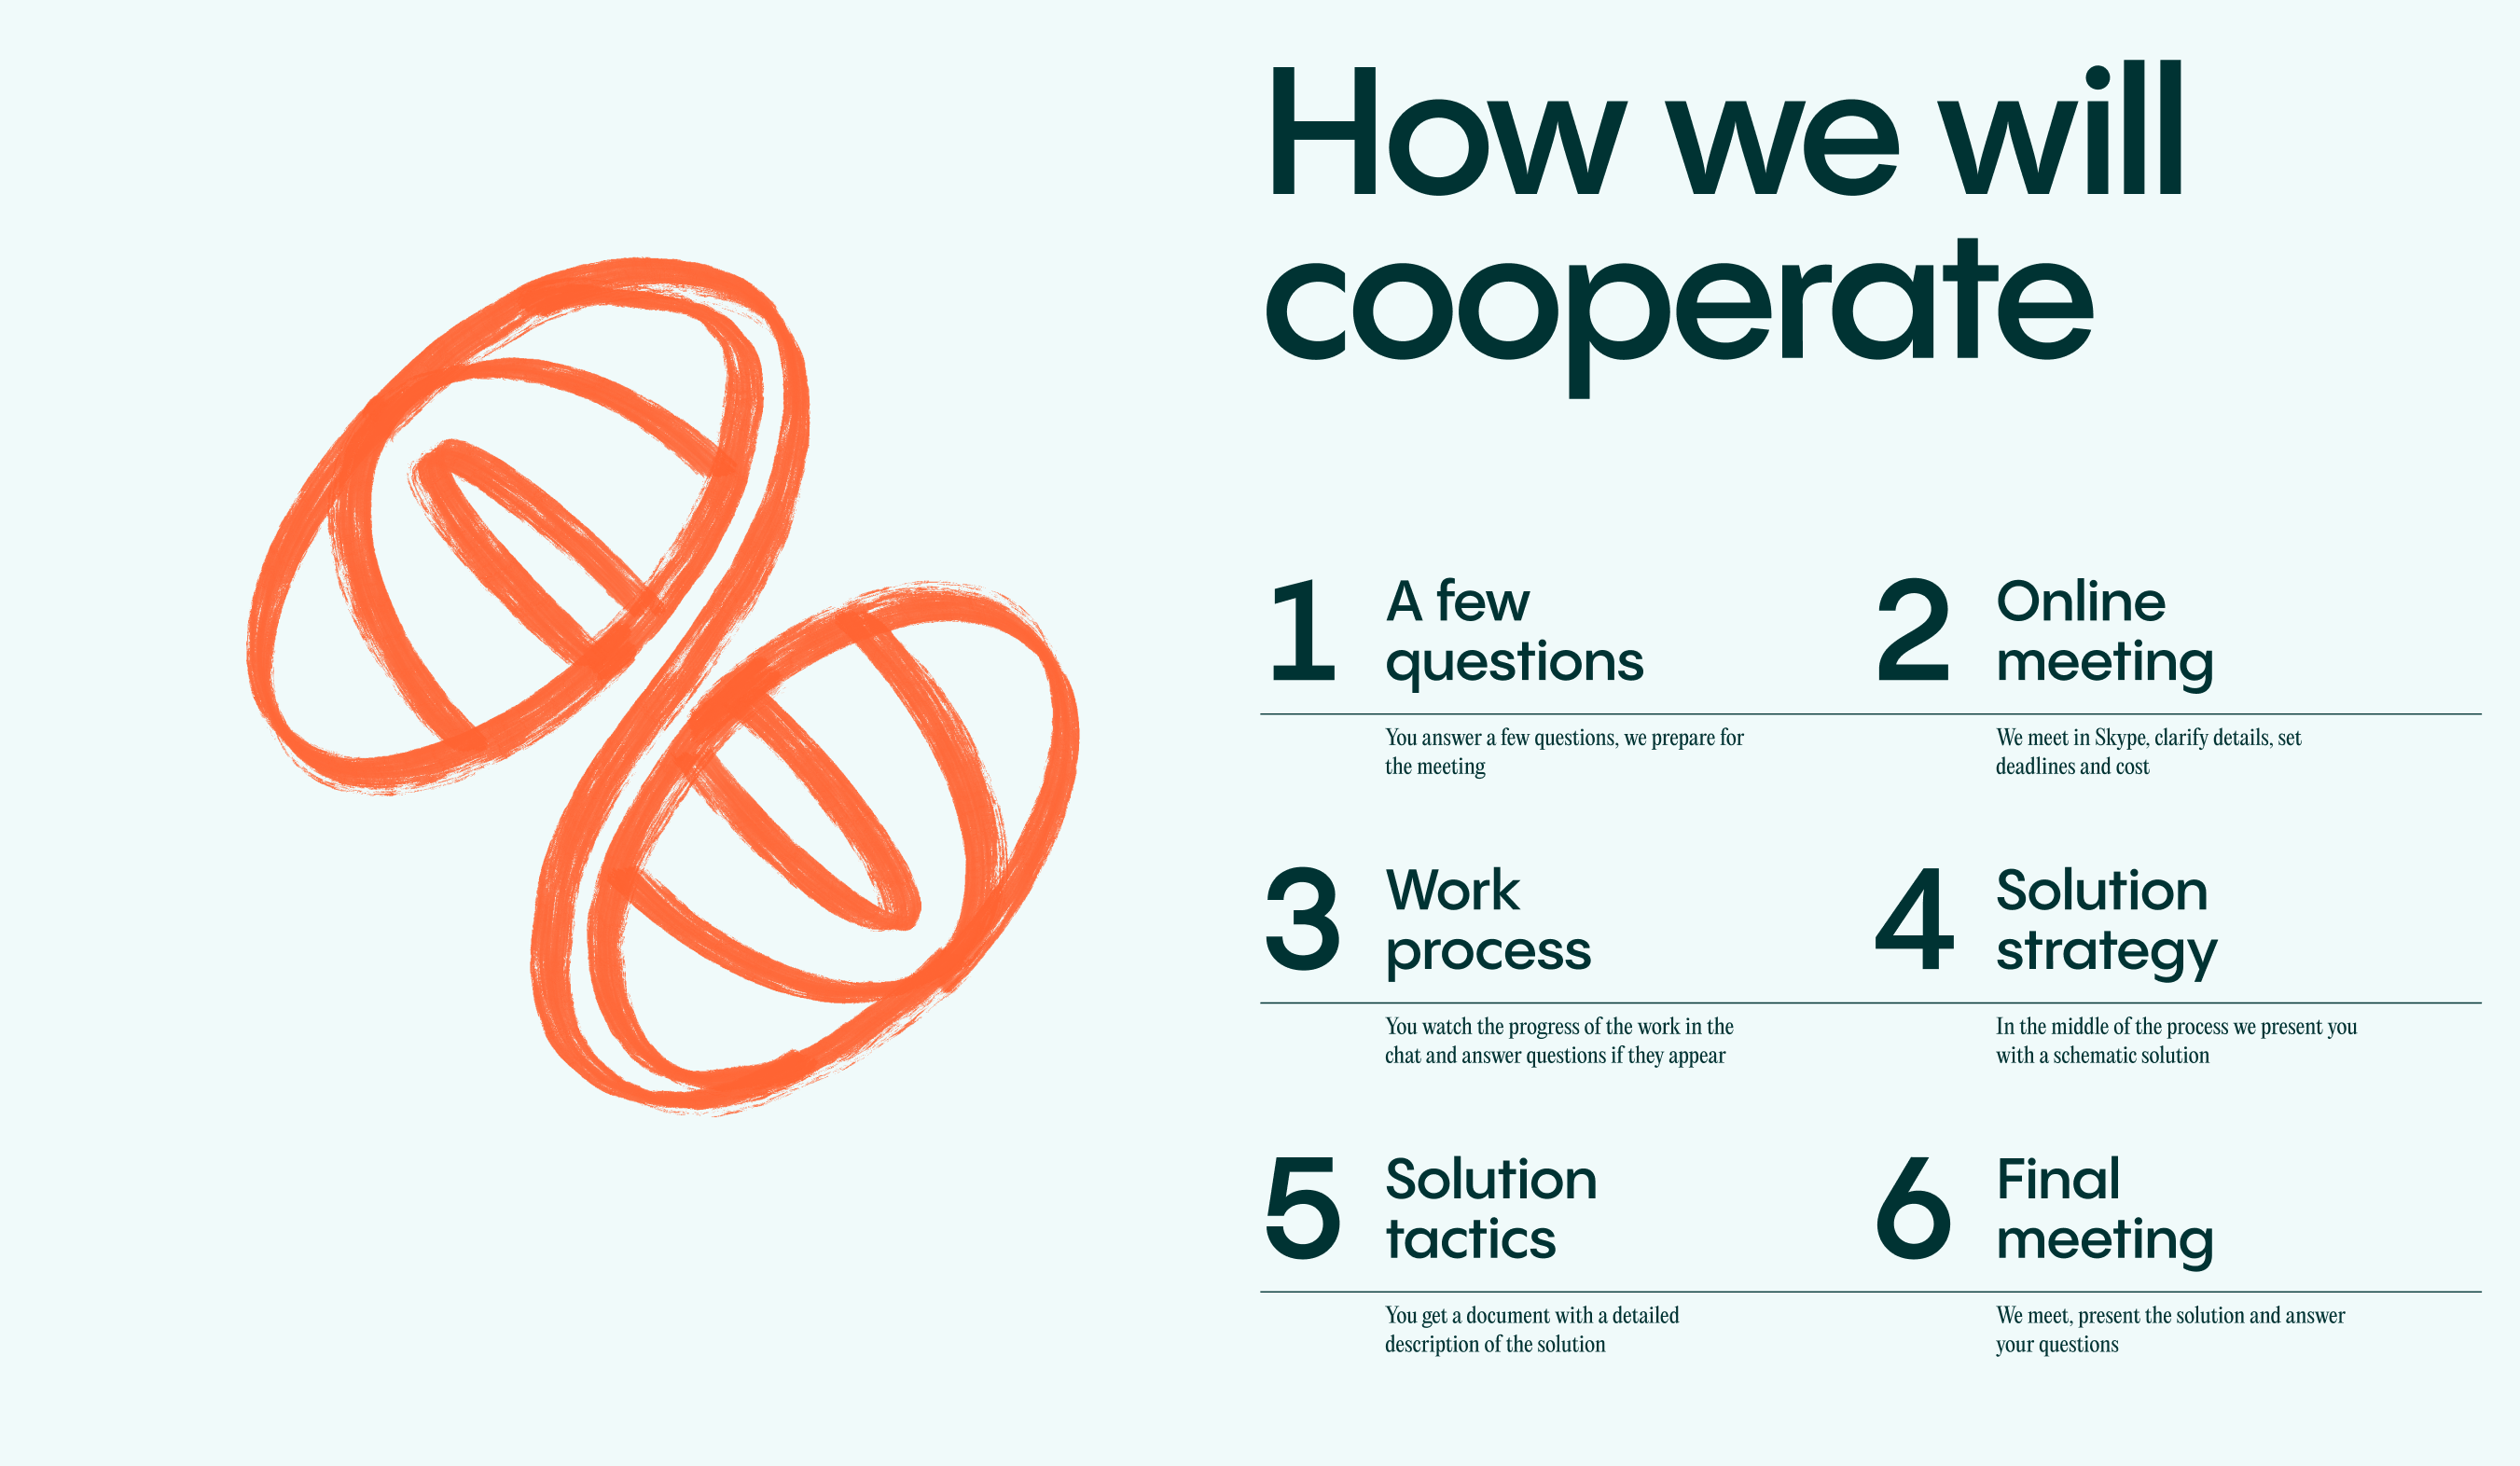 How we will
cooperate
1
A few
questions
You answer a few questions, we prepare for
the meeting
2
Online
meeting
We meet in Skype, clarify details, set
deadlines and cost
3
Work
process
You watch the progress of the work in the
chat and answer questions if they appear
4
Solution
strategy
In the middle of the process we present you
with a schematic solution
5
Solution
tactics
You get a document with a detailed
description of the solution
6
Final
meeting
We meet, present the solution and answer
your questions